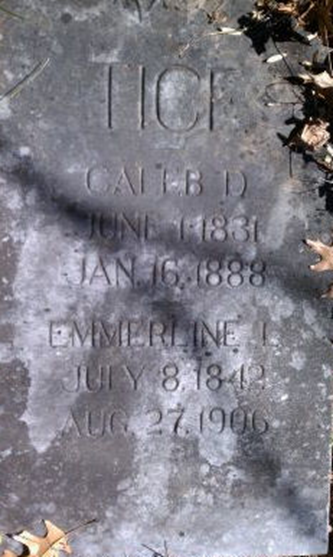 TICE
CALEB D.
JUNE 1, 1831
JAN. 16, 1888
EMMERLINE L.
JULY 8, 1842
AUG. 27, 1906